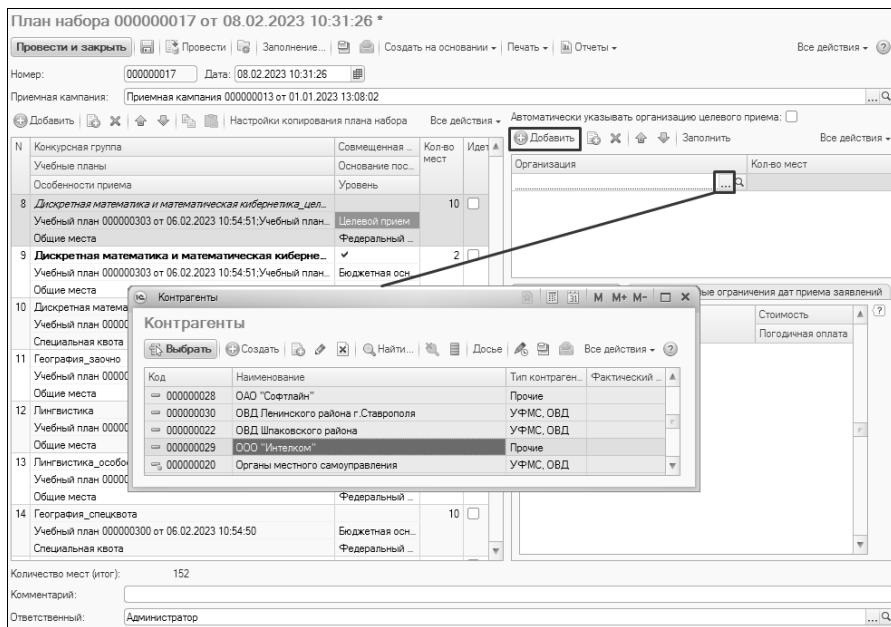 План набора 000000017 от 08.02.2023 10:31:26 *
Провести и закрыть Провести Заполнение... Создать на основании Печать Отчеты Все действия
Номер: 000000017 Дата: 08.02.2023 10:31:26
Приемная кампания: Приемная кампания 000000013 от 01.01.2023 13:08:02 ...
Добавить Настройки копирования плана набора Все действия
Автоматически указывать организацию целевого приема:
Добавить Заполнить Все действия
N Конкурсная группа Совмещенная ... Кол-во мест Идет
Учебные планы Основание пос...
Особенности приема Уровень
Организация Кол-во мест
...
8 Дискретная математика и математическая кибернетика_цел... 10
Учебный план 000000303 от 06.02.2023 10:54:51;Учебный план... Целевой прием
Общие места Федеральный ...
9 Дискретная математика и математическая киберне... ✔ 2
Учебный план 000000303 от 06.02.2023 10:54:51;Учебный план... Бюджетная осн...
Общие места
10 Дискретная матема
Учебный план 0000
Специальная квота
11 География_заочно
Учебный план 0000
Общие места
12 Лингвистика
Учебный план 0000
Общие места
13 Лингвистика_особо
Учебный план 0000
Общие места Федеральный ...
14 География_спецквота 10
Учебный план 000000300 от 06.02.2023 10:54:50 Бюджетная осн...
Специальная квота Федеральный ...
ные ограничения дат приема заявлений
Стоимость ?
Погодичная оплата
Контрагенты M M+ M-
Контрагенты
Выбрать Создать Найти... Досье Все действия ?
Код Наименование Тип контраген... Фактический ...
000000028 ОАО "Софтлайн" Прочие
000000030 ОВД Ленинского района г.Ставрополя УФМС, ОВД
000000022 ОВД Шпаковского района УФМС, ОВД
000000029 ООО "Интелком" Прочие
000000020 Органы местного самоуправления УФМС, ОВД
Количество мест (итог): 152
Комментарий:
Ответственный: Администратор ...